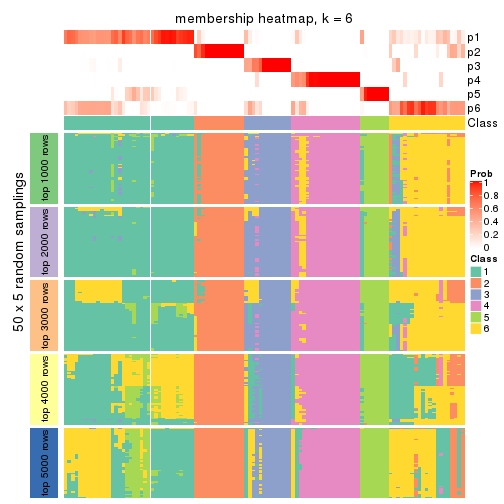 membership heatmap, k = 6
p1
p2
p3
p4
p5
p6
Class
50 x 5 random samplings
top 1000 rows
top 2000 rows
top 3000 rows
top 4000 rows
top 5000 rows
Prob
1
0.8
0.6
0.4
0.2
0
Class
1
2
3
4
5
6